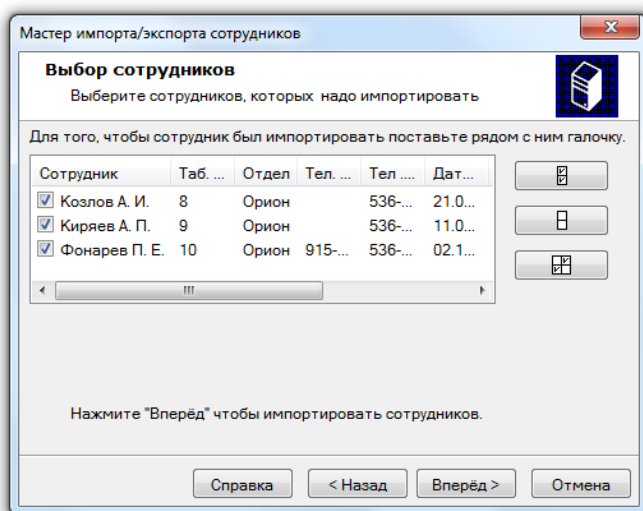 Мастер импорта/экспорта сотрудников
Выбор сотрудников
Выберите сотрудников, которых надо импортировать
Для того, чтобы сотрудник был импортировать поставьте рядом с ним галочку.
Сотрудник Таб. ... Отдел Тел. ... Тел .... Дат...
Козлов А. И. 8 Орион 536-... 21.0...
Киряев А. П. 9 Орион 536-... 11.0...
Фонарев П. Е. 10 Орион 915-... 536-... 02.1...
Нажмите "Вперёд" чтобы импортировать сотрудников.
Справка < Назад Вперёд > Отмена